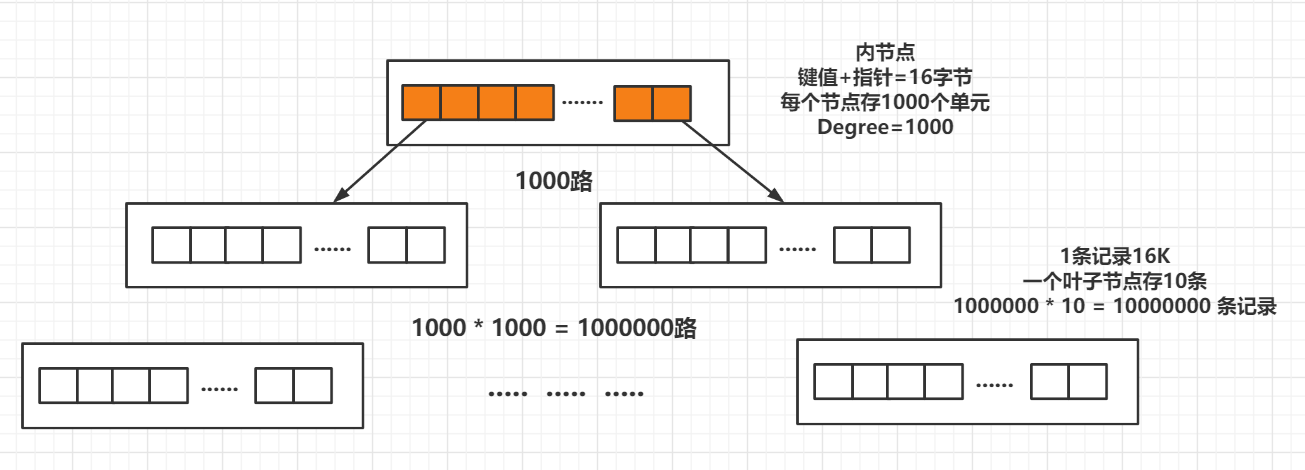 内节点
键值+指针=16字节
每个节点存1000个单元
Degree=1000
1000路
1条记录16K
一个叶子节点存10条
1000000 * 10 = 10000000 条记录
1000 * 1000 = 1000000路